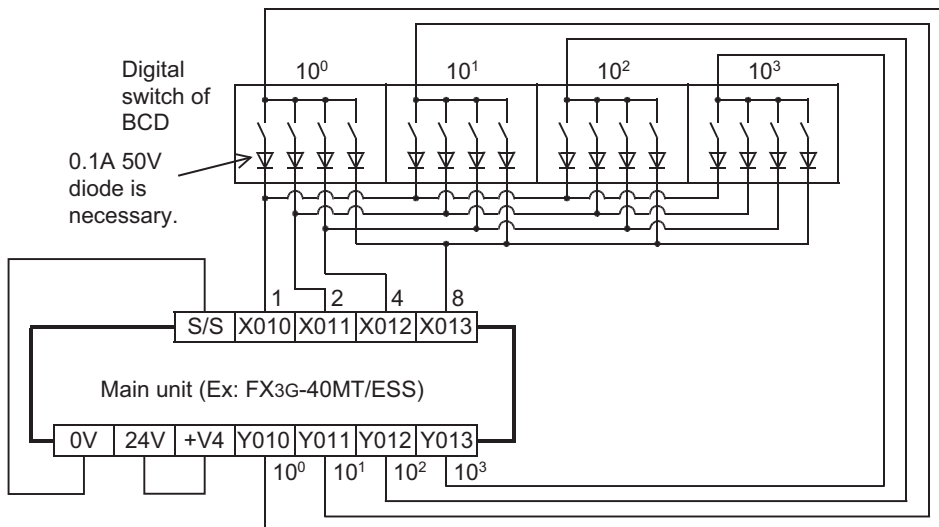 10⁰ 10¹ 10² 10³
Digital
switch of
BCD
0.1A 50V
diode is
necessary.
1 2 4 8
S/S X010 X011 X012 X013
Main unit (Ex: FX3G-40MT/ESS)
0V 24V +V4 Y010 Y011 Y012 Y013
10⁰ 10¹ 10² 10³